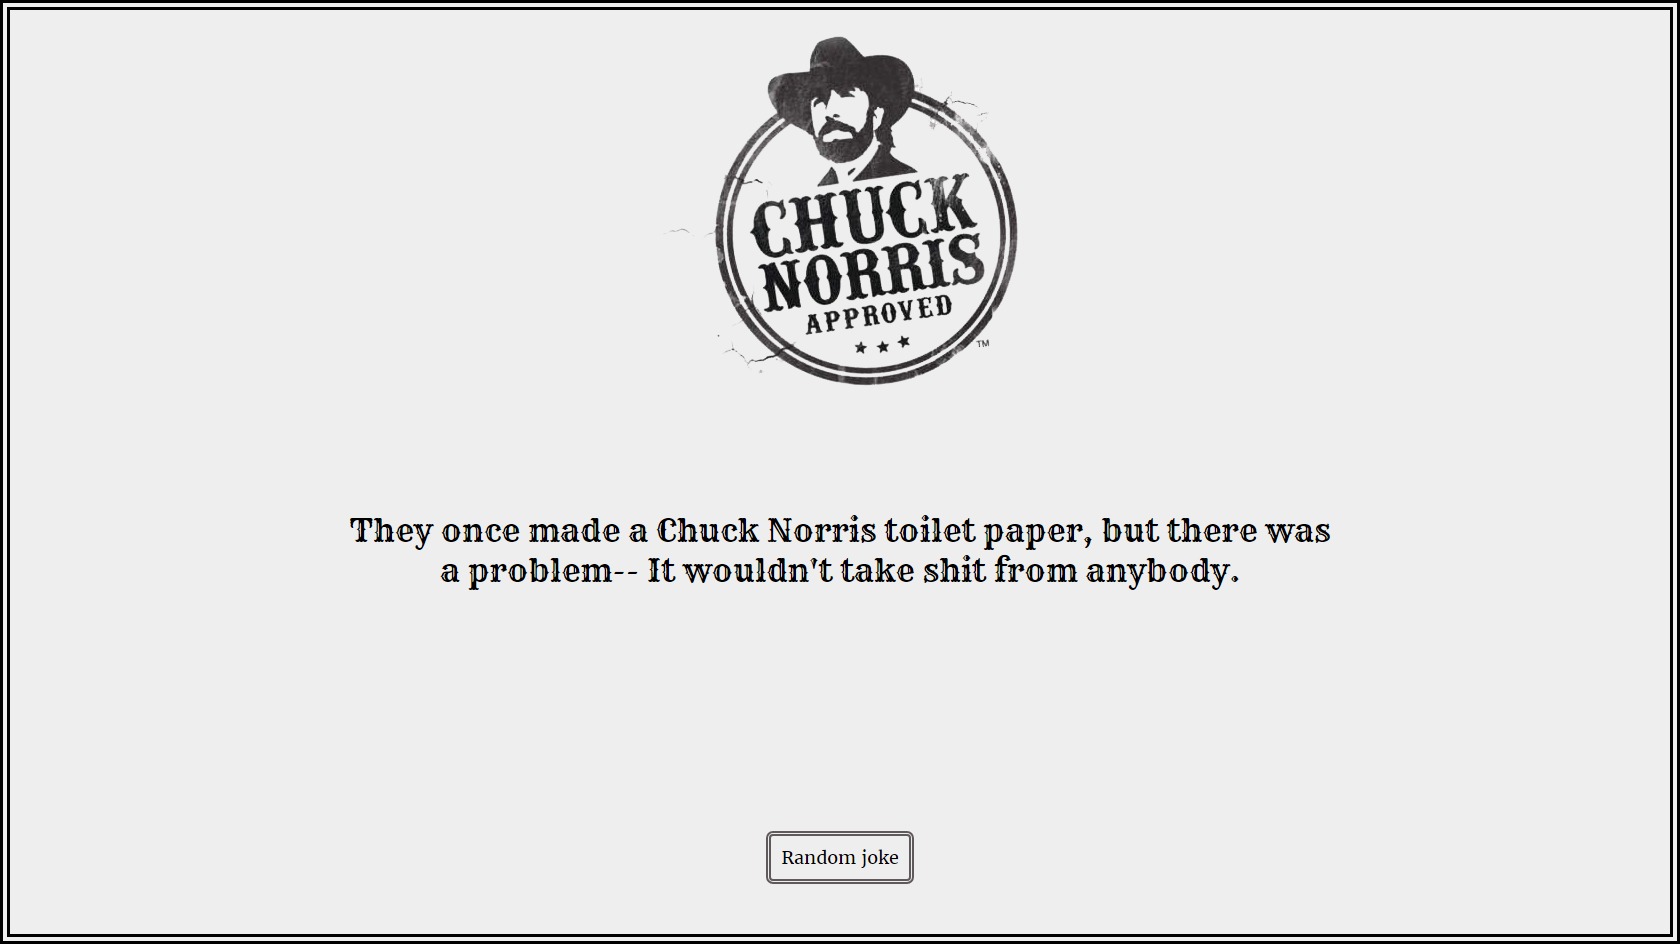 CHUCK
NORRIS
APPROVED
TM
They once made a Chuck Norris toilet paper, but there was
a problem-- It wouldn't take shit from anybody.
Random joke